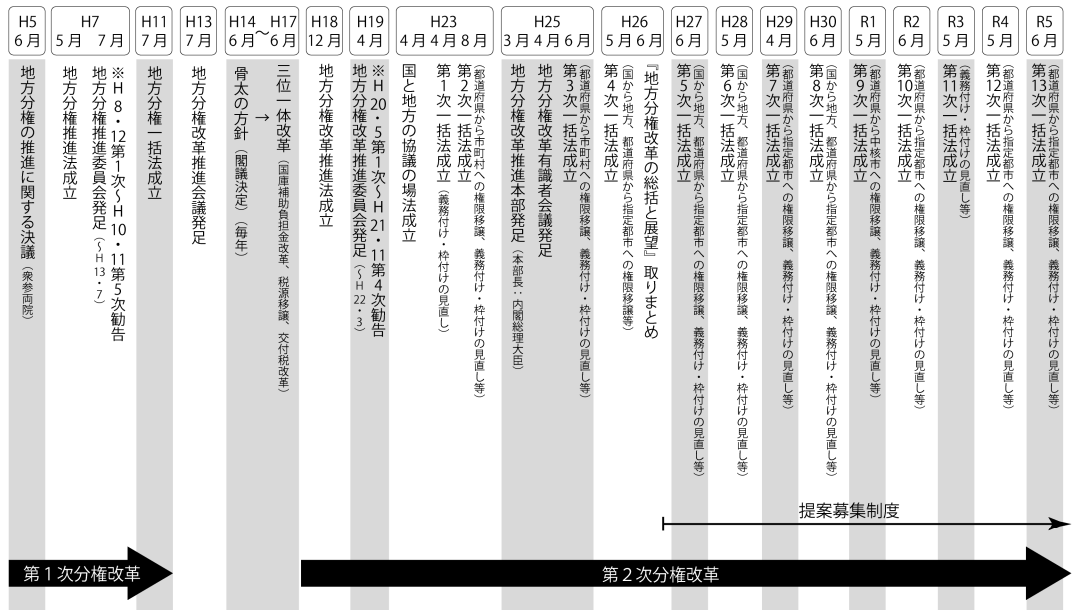 H5
6月
地方分権の推進に関する決議（衆参両院）
H7
5月 7月
地方分権推進法成立
地方分権推進委員会発足（～H13・7）
※H8・12第1次～H10・11第5次勧告
H11
7月
地方分権一括法成立
H13
7月
地方分権改革推進会議発足
H14 ～ H17
6月 6月
骨太の方針（閣議決定）（毎年）
→
三位一体改革（国庫補助負担金改革、税源移譲、交付税改革）
H18
12月
地方分権改革推進法成立
H19
4月
地方分権改革推進委員会発足（～H22・3）
※H20・5第1次～H21・11第4次勧告
H23
4月 4月 8月
国と地方の協議の場法成立
第1次一括法成立（義務付け・枠付けの見直し）
第2次一括法成立
（都道府県から市町村への権限移譲、義務付け・枠付けの見直し等）
H25
3月 4月 6月
地方分権改革推進本部発足（本部長：内閣総理大臣）
地方分権改革有識者会議発足
第3次一括法成立
（都道府県から市町村への権限移譲、義務付け・枠付けの見直し等）
H26
5月 6月
第4次一括法成立
（国から地方、都道府県から指定都市への権限移譲等）
『地方分権改革の総括と展望』取りまとめ
H27
6月
第5次一括法成立
（国から地方、都道府県から指定都市への権限移譲、義務付け・枠付けの見直し等）
H28
5月
第6次一括法成立
（国から地方、都道府県から指定都市への権限移譲、義務付け・枠付けの見直し等）
H29
4月
第7次一括法成立
（都道府県から指定都市への権限移譲、義務付け・枠付けの見直し等）
H30
6月
第8次一括法成立
（国から地方、都道府県から指定都市への権限移譲、義務付け・枠付けの見直し等）
R1
5月
第9次一括法成立
（都道府県から中核市への権限移譲、義務付け・枠付けの見直し等）
R2
6月
第10次一括法成立
（都道府県から指定都市への権限移譲、義務付け・枠付けの見直し等）
R3
5月
第11次一括法成立
（義務付け・枠付けの見直し等）
R4
5月
第12次一括法成立
（都道府県から指定都市への権限移譲、義務付け・枠付けの見直し等）
R5
6月
第13次一括法成立
（都道府県から指定都市への権限移譲、義務付け・枠付けの見直し等）
提案募集制度
第1次分権改革
第2次分権改革